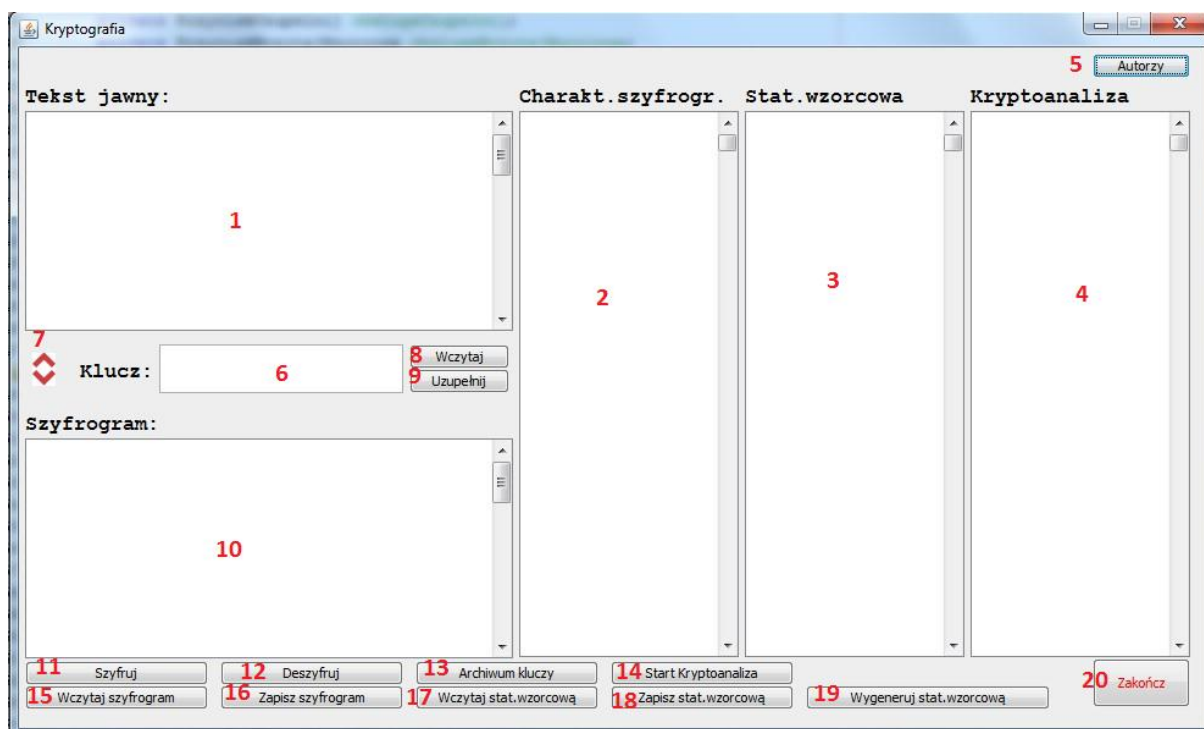 Kryptografia
5 Autorzy
Tekst jawny: Charakt.szyfrogr. Stat.wzorcowa Kryptoanaliza
1
2
3
4
7
Klucz: 6
8 Wczytaj
9 Uzupełnij
Szyfrogram:
10
11 Szyfruj 12 Deszyfruj 13 Archiwum kluczy 14 Start Kryptoanaliza
15 Wczytaj szyfrogram 16 Zapisz szyfrogram 17 Wczytaj stat.wzorcową 18 Zapisz stat.wzorcową 19 Wygeneruj stat.wzorcową
20 Zakończ